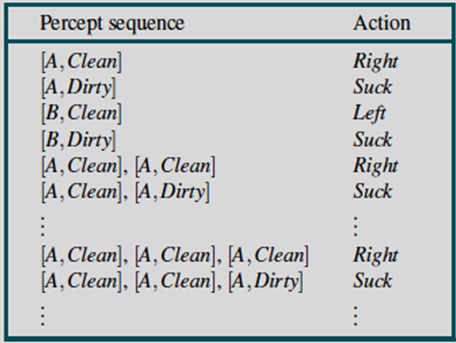 Percept sequence Action
[A,Clean] Right
[A,Dirty] Suck
[B,Clean] Left
[B,Dirty] Suck
[A,Clean], [A,Clean] Right
[A,Clean], [A,Dirty] Suck
⋮ ⋮
[A,Clean], [A,Clean], [A,Clean] Right
[A,Clean], [A,Clean], [A,Dirty] Suck
⋮ ⋮